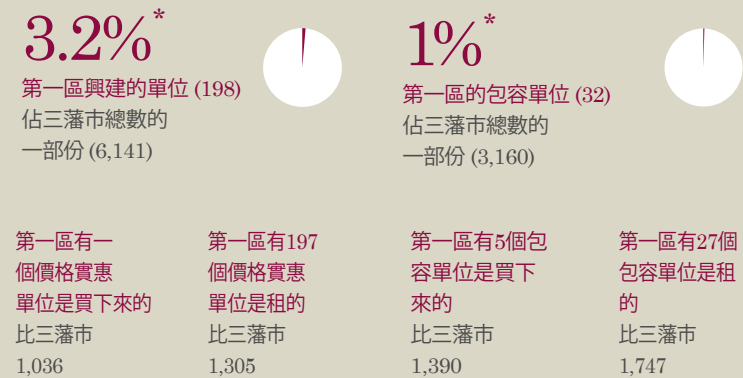 3.2%*
第一區興建的單位 (198)
佔三藩市總數的
一部份 (6,141)
1%*
第一區的包容單位 (32)
佔三藩市總數的
一部份 (3,160)
第一區有一
個價格實惠
單位是買下來的
比三藩市
1,036
第一區有197
個價格實惠
單位是租的
比三藩市
1,305
第一區有5個包
容單位是買下
來的
比三藩市
1,390
第一區有27個
包容單位是租
的
比三藩市
1,747